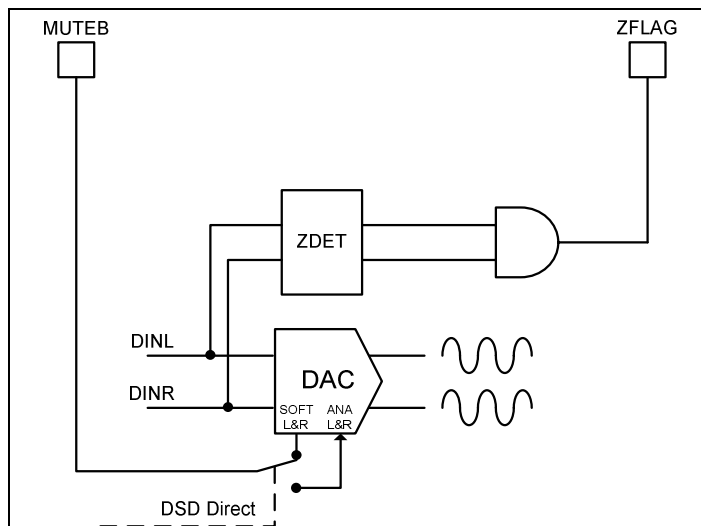 MUTEB
ZFLAG
ZDET
DINL
DINR
DAC
SOFT
L&R
ANA
L&R
DSD Direct